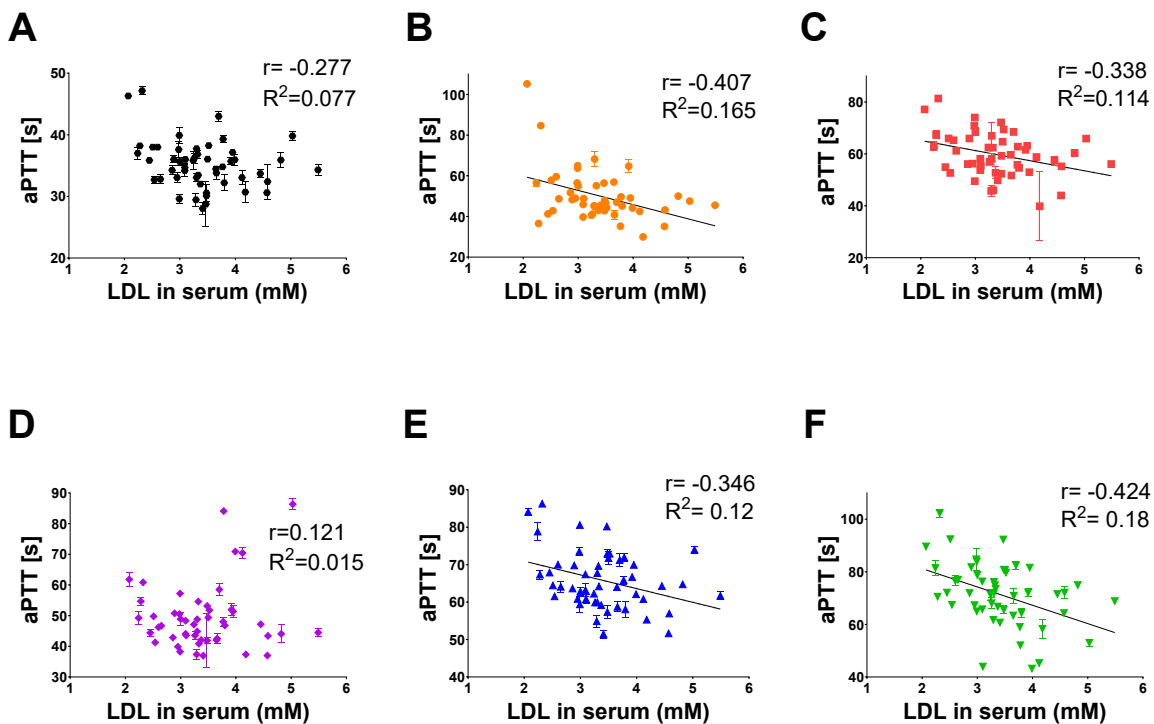 A
r= -0.277
R²=0.077
aPTT [s]
50
40
30
20
1 2 3 4 5 6
LDL in serum (mM)
B
r= -0.407
R²=0.165
aPTT [s]
100
80
60
40
20
1 2 3 4 5 6
LDL in serum (mM)
C
r= -0.338
R²=0.114
aPTT [s]
80
60
40
20
1 2 3 4 5 6
LDL in serum (mM)
D
r=0.121
R²=0.015
aPTT [s]
90
80
70
60
50
40
30
1 2 3 4 5 6
LDL in serum (mM)
E
r= -0.346
R²= 0.12
aPTT [s]
90
80
70
60
50
40
1 2 3 4 5 6
LDL in serum (mM)
F
r= -0.424
R²= 0.18
aPTT [s]
100
80
60
40
1 2 3 4 5 6
LDL in serum (mM)